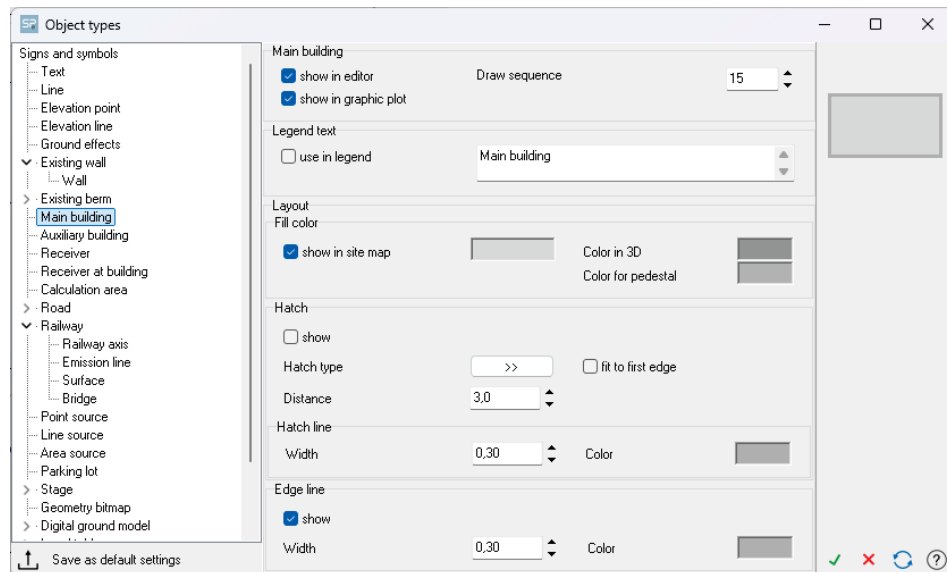 SP Object types
Signs and symbols
Text
Line
Elevation point
Elevation line
Ground effects
Existing wall
Wall
Existing berm
Main building
Auxiliary building
Receiver
Receiver at building
Calculation area
Road
Railway
Railway axis
Emission line
Surface
Bridge
Point source
Line source
Area source
Parking lot
Stage
Geometry bitmap
Digital ground model
Save as default settings
Main building
show in editor Draw sequence 15
show in graphic plot
Legend text
use in legend Main building
Layout
Fill color
show in site map Color in 3D
Color for pedestal
Hatch
show
Hatch type >> fit to first edge
Distance 3,0
Hatch line
Width 0,30 Color
Edge line
show
Width 0,30 Color
?